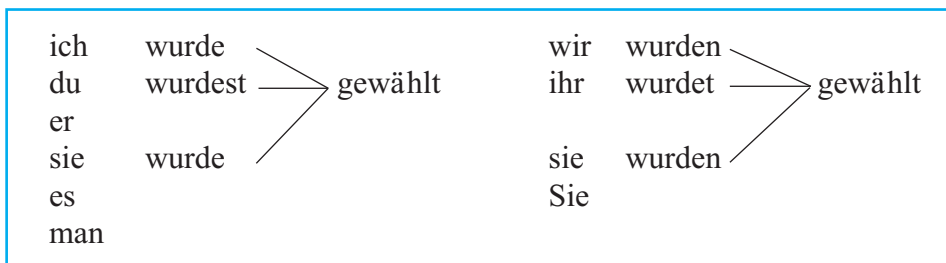 ich wurde wir wurden
du wurdest gewählt ihr wurdet gewählt
er
sie wurde sie wurden
es Sie
man